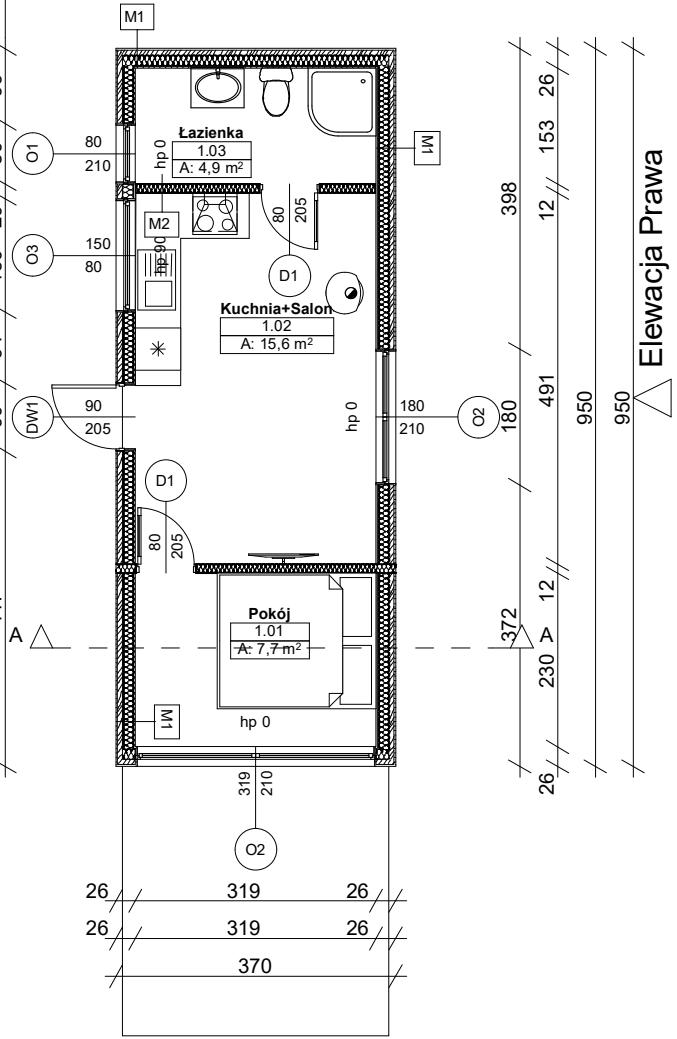 M1
O1
80
210
hp 0
Łazienka
1.03
A: 4,9 m²
M1
80
205
D1
M2
O3
150
80
hp 90
Kuchnia+Salon
1.02
A: 15,6 m²
DW1
90
205
hp 0
180
210
O2
D1
80
205
Pokój
1.01
A: 7,7 m²
A
A
M1
hp 0
319
210
O2
398
180
372
26
153
12
491
12
230
26
950
950
Elewacja Prawa
26 319 26
26 319 26
370